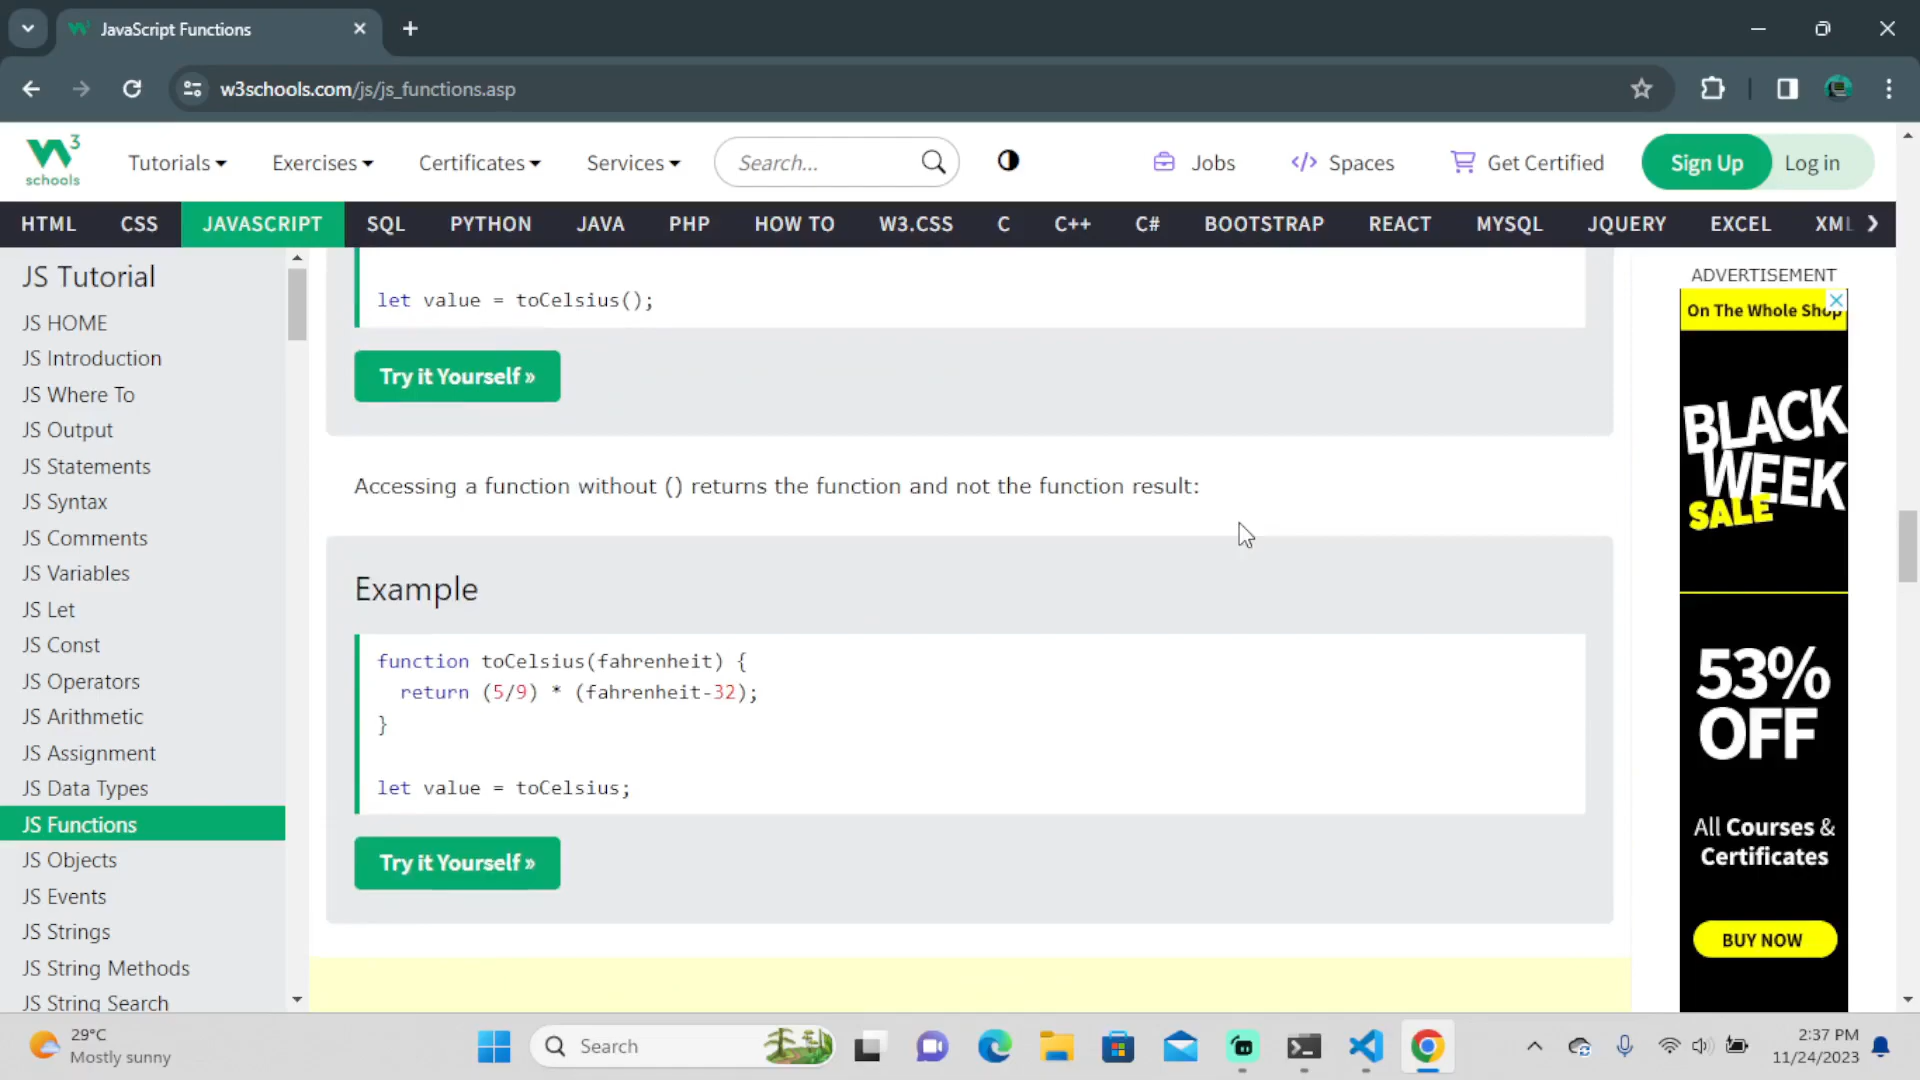 JavaScript Functions
w3schools.com/js/js_functions.asp
W3 schools
Tutorials
Exercises
Certificates
Services
Search...
Jobs
</> Spaces
Get Certified
Sign Up
Log in
HTML CSS JAVASCRIPT SQL PYTHON JAVA PHP HOW TO W3.CSS C C++ C# BOOTSTRAP REACT MYSQL JQUERY EXCEL XML ❯
JS Tutorial
JS HOME
JS Introduction
JS Where To
JS Output
JS Statements
JS Syntax
JS Comments
JS Variables
JS Let
JS Const
JS Operators
JS Arithmetic
JS Assignment
JS Data Types
JS Functions
JS Objects
JS Events
JS Strings
JS String Methods
JS String Search
let value = toCelsius();
Try it Yourself »
Accessing a function without () returns the function and not the function result:
Example
function toCelsius(fahrenheit) {
return (5/9) * (fahrenheit-32);
}
let value = toCelsius;
Try it Yourself »
ADVERTISEMENT
On The Whole Shop
BLACK
WEEK
SALE
53%
OFF
All Courses &
Certificates
BUY NOW
29°C
Mostly sunny
Search
2:37 PM
11/24/2023